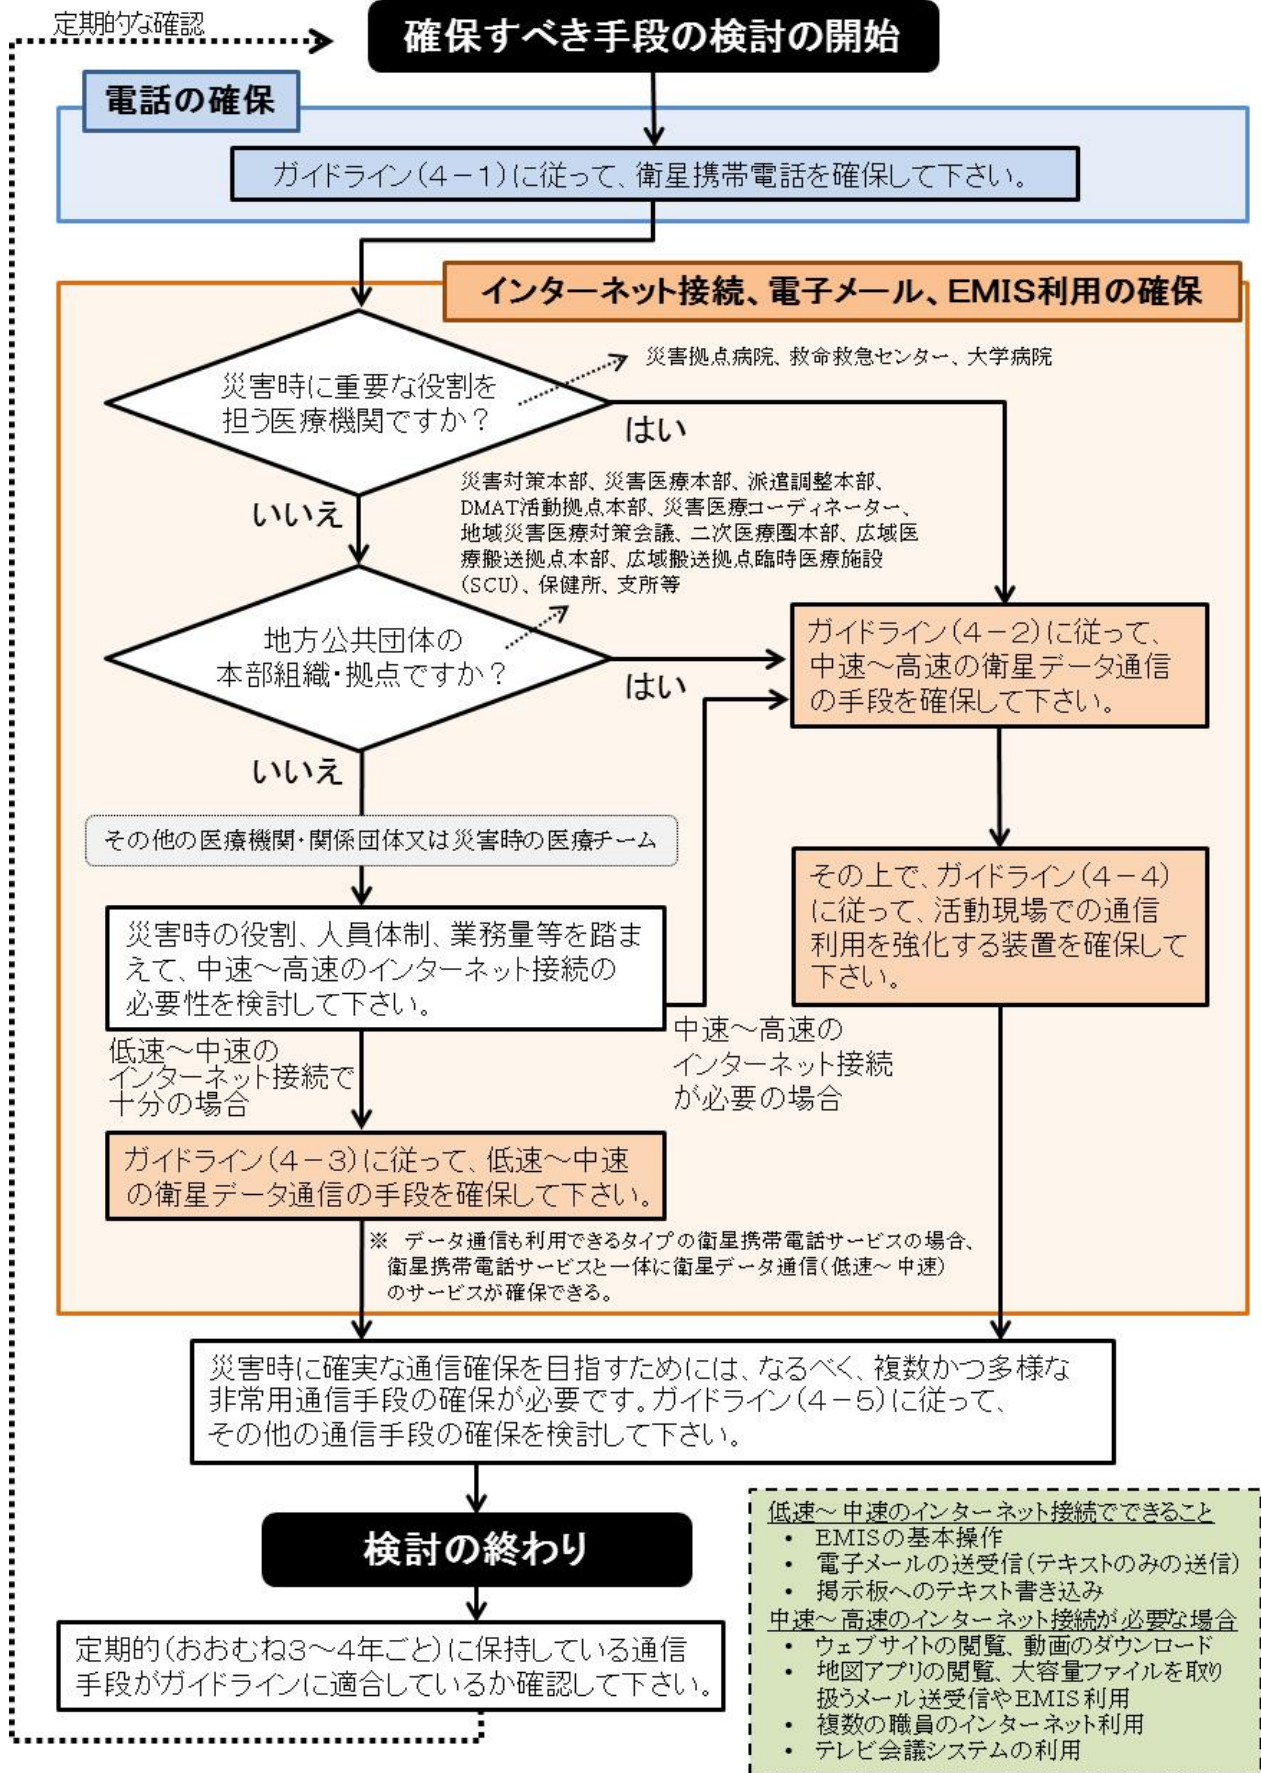 定期的な確認
確保すべき手段の検討の開始
電話の確保
ガイドライン(4-1)に従って、衛星携帯電話を確保して下さい。
インターネット接続、電子メール、EMIS利用の確保
災害時に重要な役割を
担う医療機関ですか?
災害拠点病院、救命救急センター、大学病院
はい
いいえ
災害対策本部、災害医療本部、派遣調整本部、
DMAT活動拠点本部、災害医療コーディネーター、
地域災害医療対策会議、二次医療圏本部、広域医
療搬送拠点本部、広域搬送拠点臨時医療施設
(SCU)、保健所、支所等
地方公共団体の
本部組織・拠点ですか?
はい
いいえ
ガイドライン(4-2)に従って、
中速～高速の衛星データ通信
の手段を確保して下さい。
その他の医療機関・関係団体又は災害時の医療チーム
その上で、ガイドライン(4-4)
に従って、活動現場での通信
利用を強化する装置を確保して
下さい。
災害時の役割、人員体制、業務量等を踏ま
えて、中速～高速のインターネット接続の
必要性を検討して下さい。
低速～中速の
インターネット接続で
十分の場合
中速～高速の
インターネット接続
が必要の場合
ガイドライン(4-3)に従って、低速～中速
の衛星データ通信の手段を確保して下さい。
※ データ通信も利用できるタイプの衛星携帯電話サービスの場合、
衛星携帯電話サービスと一体に衛星データ通信(低速～中速)
のサービスが確保できる。
災害時に確実な通信確保を目指すためには、なるべく、複数かつ多様な
非常用通信手段の確保が必要です。ガイドライン(4-5)に従って、
その他の通信手段の確保を検討して下さい。
検討の終わり
定期的(おおむね3～4年ごと)に保持している通信
手段がガイドラインに適合しているか確認して下さい。
低速～中速のインターネット接続でできること
• EMISの基本操作
• 電子メールの送受信(テキストのみの送信)
• 掲示板へのテキスト書き込み
中速～高速のインターネット接続が必要な場合
• ウェブサイトの閲覧、動画のダウンロード
• 地図アプリの閲覧、大容量ファイルを取り
扱うメール送受信やEMIS利用
• 複数の職員のインターネット利用
• テレビ会議システムの利用